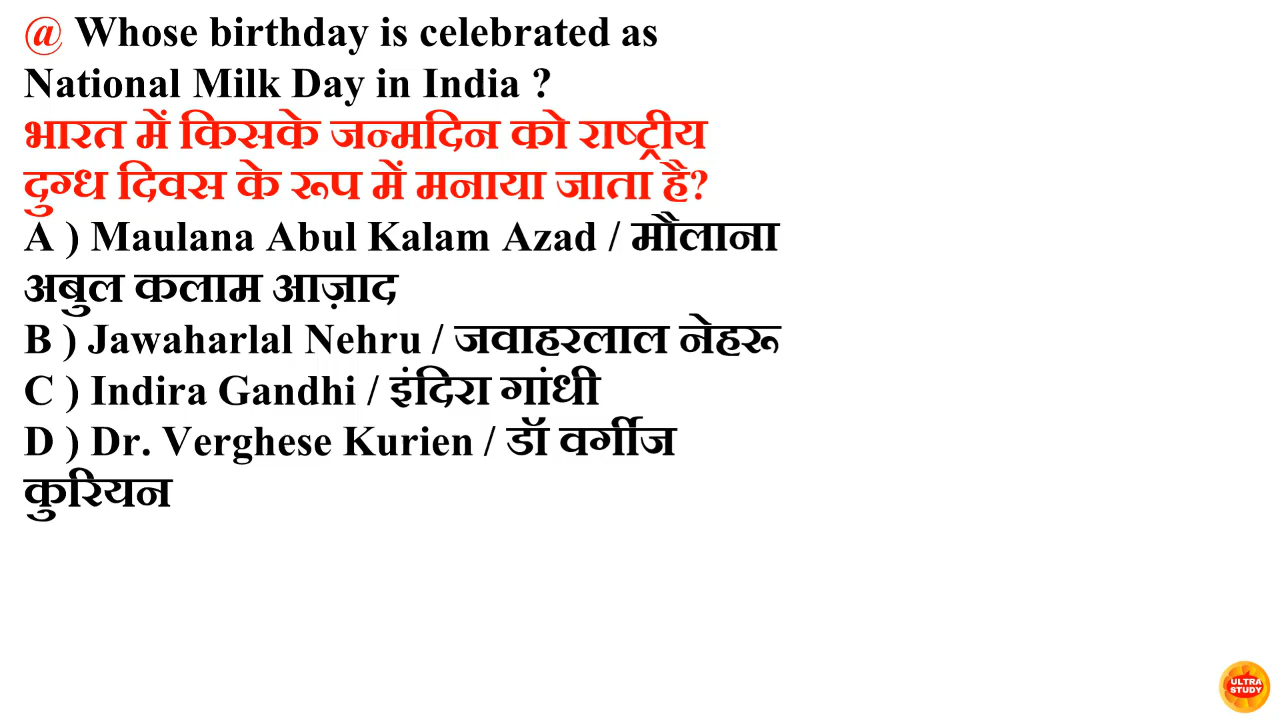 @ Whose birthday is celebrated as
National Milk Day in India ?
भारत में किसके जन्मदिन को राष्ट्रीय
दुग्ध दिवस के रूप में मनाया जाता है?
A ) Maulana Abul Kalam Azad / मौलाना
अबुल कलाम आज़ाद
B ) Jawaharlal Nehru / जवाहरलाल नेहरू
C ) Indira Gandhi / इंदिरा गांधी
D ) Dr. Verghese Kurien / डॉ वर्गीज
कुरियन
ULTRA
STUDY